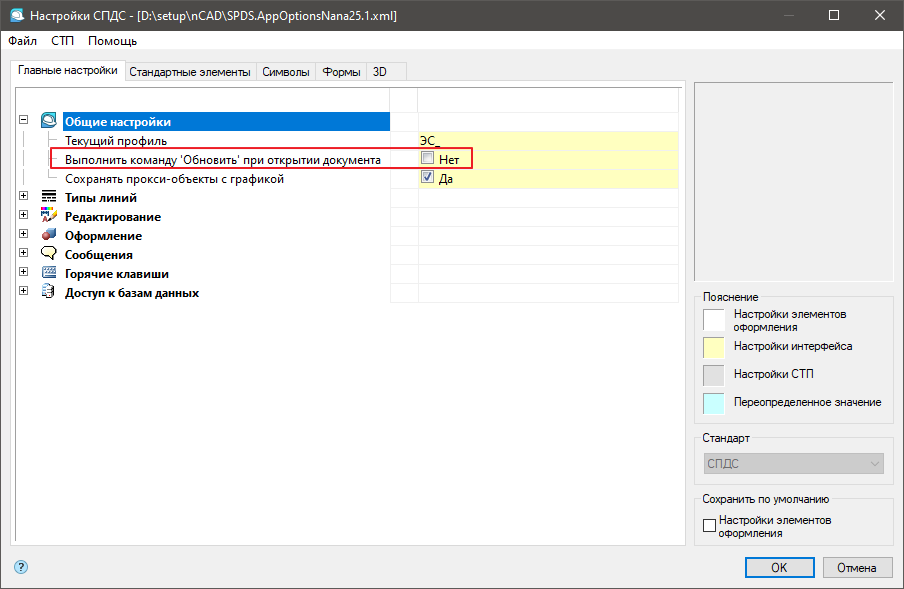 Настройки СПДС - [D:\setup\nCAD\SPDS.AppOptionsNana25.1.xml]
Файл СТП Помощь
Главные настройки Стандартные элементы Символы Формы 3D
Общие настройки
Текущий профиль ЭС_
Выполнить команду 'Обновить' при открытии документа Нет
Сохранять прокси-объекты с графикой Да
Типы линий
Редактирование
Оформление
Сообщения
Горячие клавиши
Доступ к базам данных
Пояснение
Настройки элементов
оформления
Настройки интерфейса
Настройки СТП
Переопределенное значение
Стандарт
СПДС
Сохранить по умолчанию
Настройки элементов
оформления
?
OK Отмена